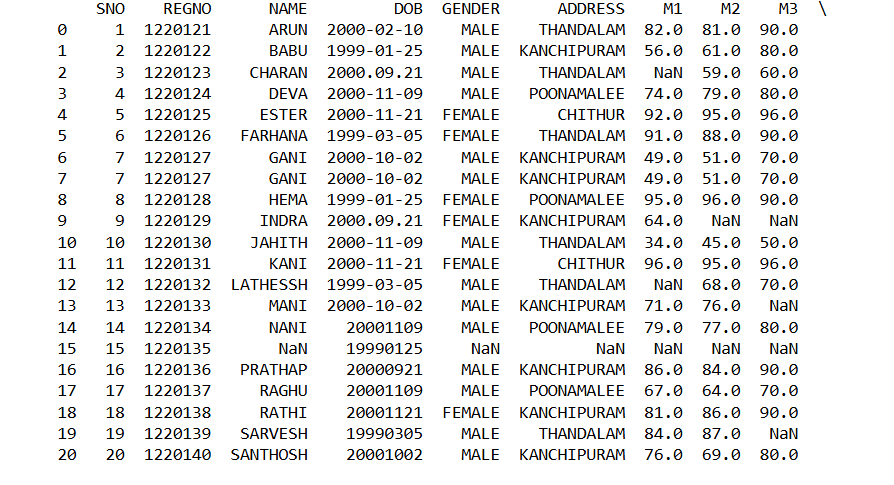 SNO REGNO NAME DOB GENDER ADDRESS M1 M2 M3 \
0 1 1220121 ARUN 2000-02-10 MALE THANDALAM 82.0 81.0 90.0
1 2 1220122 BABU 1999-01-25 MALE KANCHIPURAM 56.0 61.0 80.0
2 3 1220123 CHARAN 2000.09.21 MALE THANDALAM NaN 59.0 60.0
3 4 1220124 DEVA 2000-11-09 MALE POONAMALEE 74.0 79.0 80.0
4 5 1220125 ESTER 2000-11-21 FEMALE CHITHUR 92.0 95.0 96.0
5 6 1220126 FARHANA 1999-03-05 FEMALE THANDALAM 91.0 88.0 90.0
6 7 1220127 GANI 2000-10-02 MALE KANCHIPURAM 49.0 51.0 70.0
7 7 1220127 GANI 2000-10-02 MALE KANCHIPURAM 49.0 51.0 70.0
8 8 1220128 HEMA 1999-01-25 FEMALE POONAMALEE 95.0 96.0 90.0
9 9 1220129 INDRA 2000.09.21 FEMALE KANCHIPURAM 64.0 NaN NaN
10 10 1220130 JAHITH 2000-11-09 MALE THANDALAM 34.0 45.0 50.0
11 11 1220131 KANI 2000-11-21 FEMALE CHITHUR 96.0 95.0 96.0
12 12 1220132 LATHESSH 1999-03-05 MALE THANDALAM NaN 68.0 70.0
13 13 1220133 MANI 2000-10-02 MALE KANCHIPURAM 71.0 76.0 NaN
14 14 1220134 NANI 20001109 MALE POONAMALEE 79.0 77.0 80.0
15 15 1220135 NaN 19990125 NaN NaN NaN NaN NaN
16 16 1220136 PRATHAP 20000921 MALE KANCHIPURAM 86.0 84.0 90.0
17 17 1220137 RAGHU 20001109 MALE POONAMALEE 67.0 64.0 70.0
18 18 1220138 RATHI 20001121 FEMALE KANCHIPURAM 81.0 86.0 90.0
19 19 1220139 SARVESH 19990305 MALE THANDALAM 84.0 87.0 NaN
20 20 1220140 SANTHOSH 20001002 MALE KANCHIPURAM 76.0 69.0 80.0